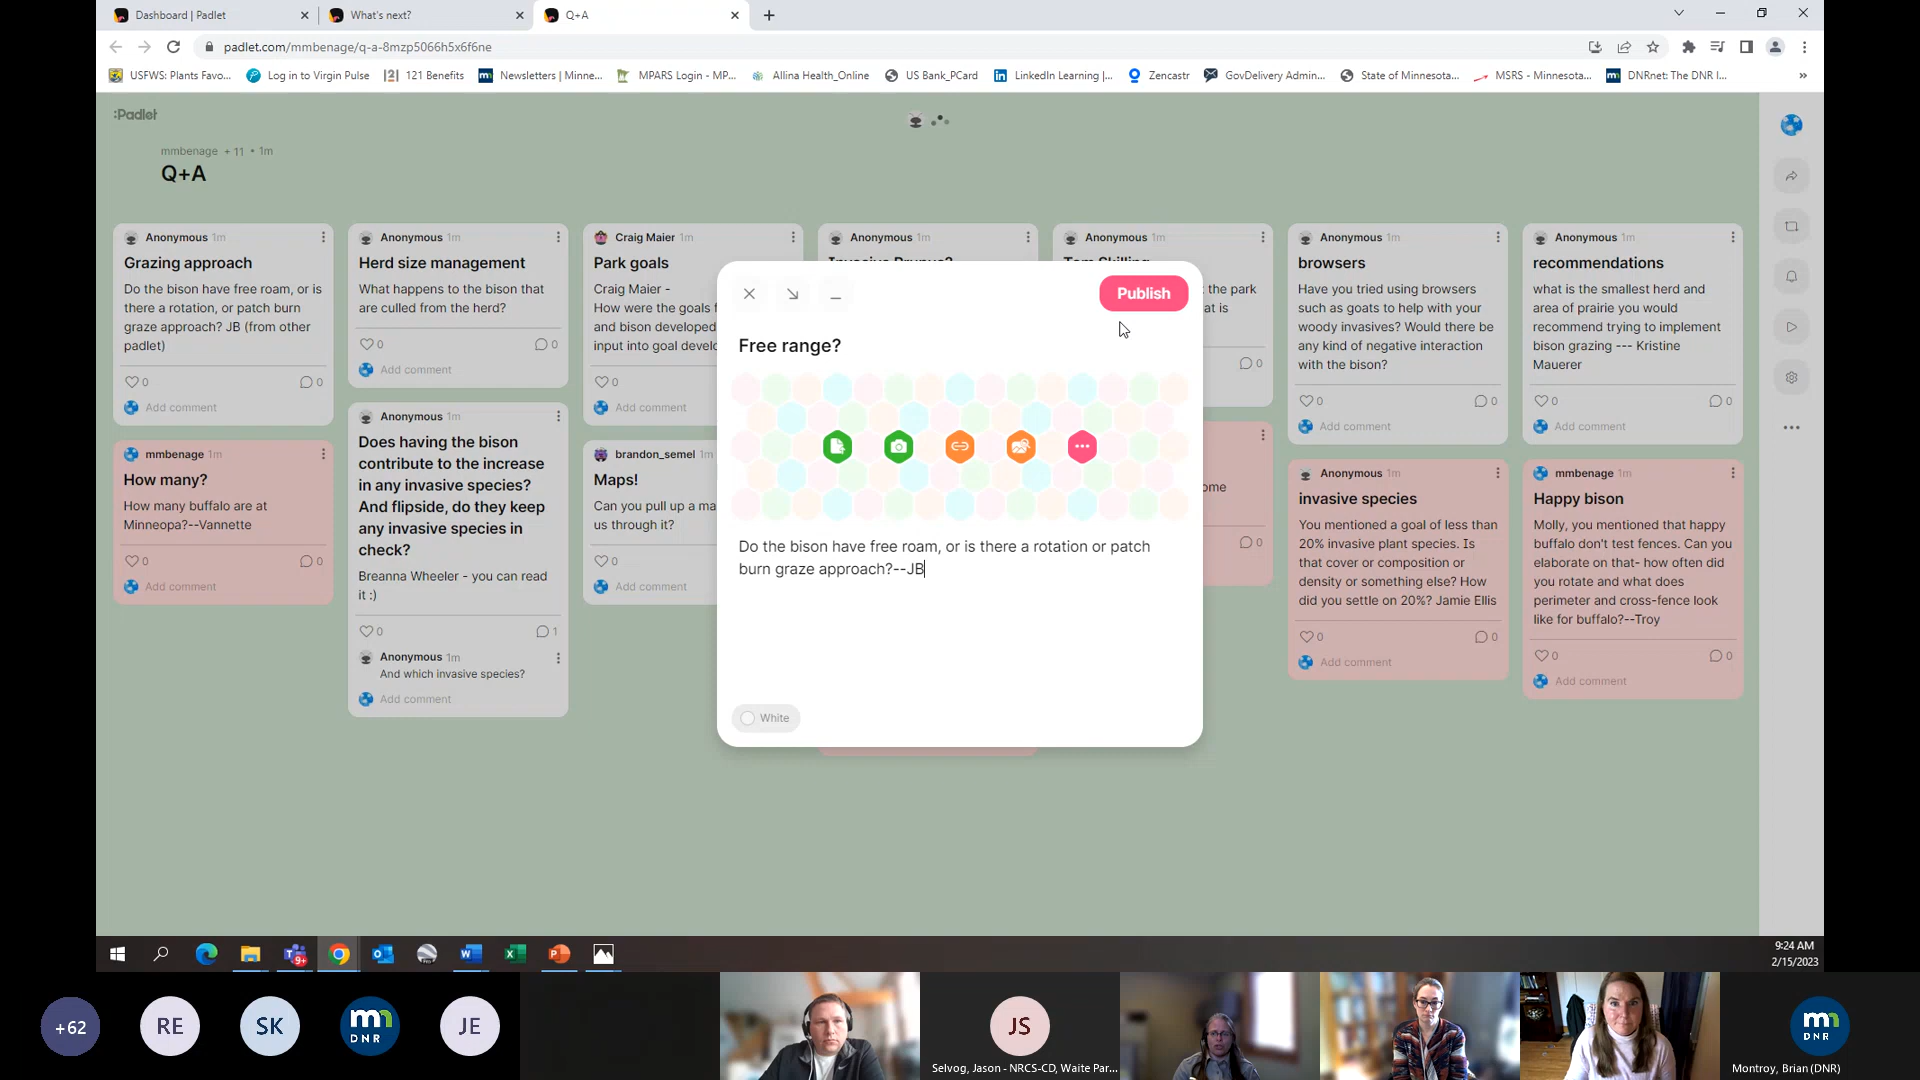 Dashboard | Padlet
What's next?
Q+A
padlet.com/mmbenage/q-a-8mzp5066h5x6f6ne
USFWS: Plants Favo...
Log in to Virgin Pulse
121 Benefits
Newsletters | Minne...
MPARS Login - MP...
Allina Health_Online
US Bank_PCard
LinkedIn Learning |...
Zencastr
GovDelivery Admin...
State of Minnesota...
MSRS - Minnesota...
DNRnet: The DNR I...
:Padlet
mmbenage + 11 • 1m
Q+A
Anonymous 1m
Grazing approach
Do the bison have free roam, or is
there a rotation, or patch burn
graze approach? JB (from other
padlet)
0
0
Add comment
mmbenage 1m
How many?
How many buffalo are at
Minneopa?--Vannette
0
0
Add comment
Anonymous 1m
Herd size management
What happens to the bison that
are culled from the herd?
0
0
Add comment
Anonymous 1m
Does having the bison
contribute to the increase
in any invasive species?
And flipside, do they keep
any invasive species in
check?
Breanna Wheeler - you can read
it :)
0
1
Anonymous 1m
And which invasive species?
Add comment
Craig Maier 1m
Park goals
Craig Maier -
How were the goals f
and bison developed
input into goal develo
0
Add comment
brandon_semel 1m
Maps!
Can you pull up a ma
us through it?
0
Add comment
Anonymous 1m
Anonymous 1m
the park
at is
0
ome
0
Publish
Free range?
Do the bison have free roam, or is there a rotation or patch
burn graze approach?--JB
White
Anonymous 1m
browsers
Have you tried using browsers
such as goats to help with your
woody invasives? Would there be
any kind of negative interaction
with the bison?
0
0
Add comment
Anonymous 1m
invasive species
You mentioned a goal of less than
20% invasive plant species. Is
that cover or composition or
density or something else? How
did you settle on 20%? Jamie Ellis
0
0
Add comment
Anonymous 1m
recommendations
what is the smallest herd and
area of prairie you would
recommend trying to implement
bison grazing --- Kristine
Mauerer
0
0
Add comment
mmbenage 1m
Happy bison
Molly, you mentioned that happy
buffalo don't test fences. Can you
elaborate on that- how often did
you rotate and what does
perimeter and cross-fence look
like for buffalo?--Troy
0
0
Add comment
9+
9:24 AM
2/15/2023
+62
RE
SK
mn
DNR
JE
JS
Selvog, Jason - NRCS-CD, Waite Par...
mn
DNR
Montroy, Brian (DNR)